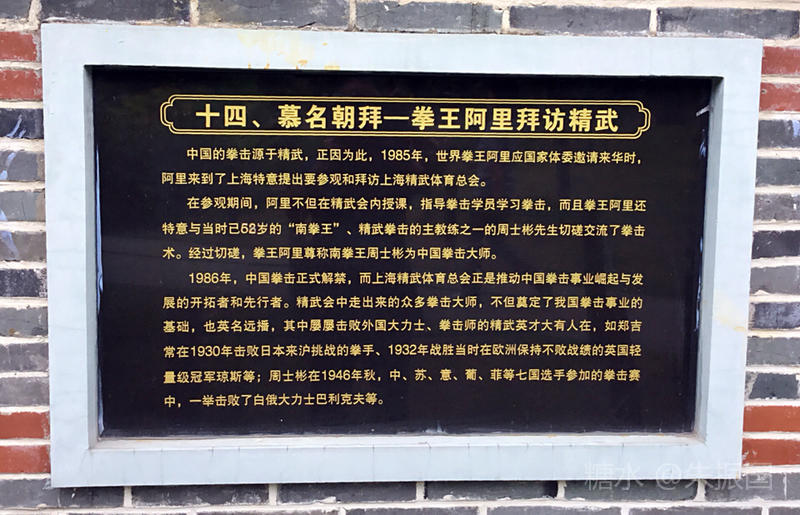 十四、慕名朝拜—拳王阿里拜访精武
中国的拳击源于精武，正因为此，1985年，世界拳王阿里应国家体委邀请来华时，
阿里来到了上海特意提出要参观和拜访上海精武体育总会。
在参观期间，阿里不但在精武会内授课，指导拳击学员学习拳击，而且拳王阿里还
特意与当时已52岁的“南拳王”、精武拳击的主教练之一的周士彬先生切磋交流了拳击
术。经过切磋，拳王阿里尊称南拳王周士彬为中国拳击大师。
1986年，中国拳击正式解禁，而上海精武体育总会正是推动中国拳击事业崛起与发
展的开拓者和先行者。精武会中走出来的众多拳击大师，不但奠定了我国拳击事业的
基础，也英名远播，其中屡屡击败外国大力士、拳击师的精武英才大有人在，如郑吉
常在1930年击败日本来沪挑战的拳手、1932年战胜当时在欧洲保持不败战绩的英国轻
量级冠军琼斯等；周士彬在1946年秋，中、苏、意、葡、菲等七国选手参加的拳击赛
中，一举击败了白俄大力士巴利克夫等。
糖水 @朱振国